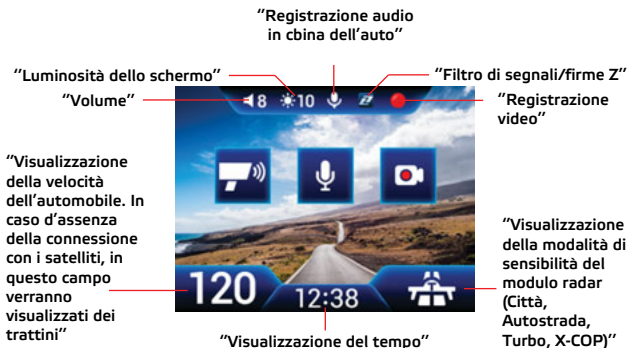 "Registrazione audio
in cbina dell'auto"
"Luminosità dello schermo"
"Filtro di segnali/firme Z"
"Volume"
"Registrazione
video"
8 10 Z
"Visualizzazione
della velocità
dell'automobile. In
caso d'assenza
della connessione
con i satelliti, in
questo campo
verranno
visualizzati dei
trattini"
120
12:38
"Visualizzazione
della modalità di
sensibilità del
modulo radar
(Città,
Autostrada,
Turbo, X-COP)"
"Visualizzazione del tempo"